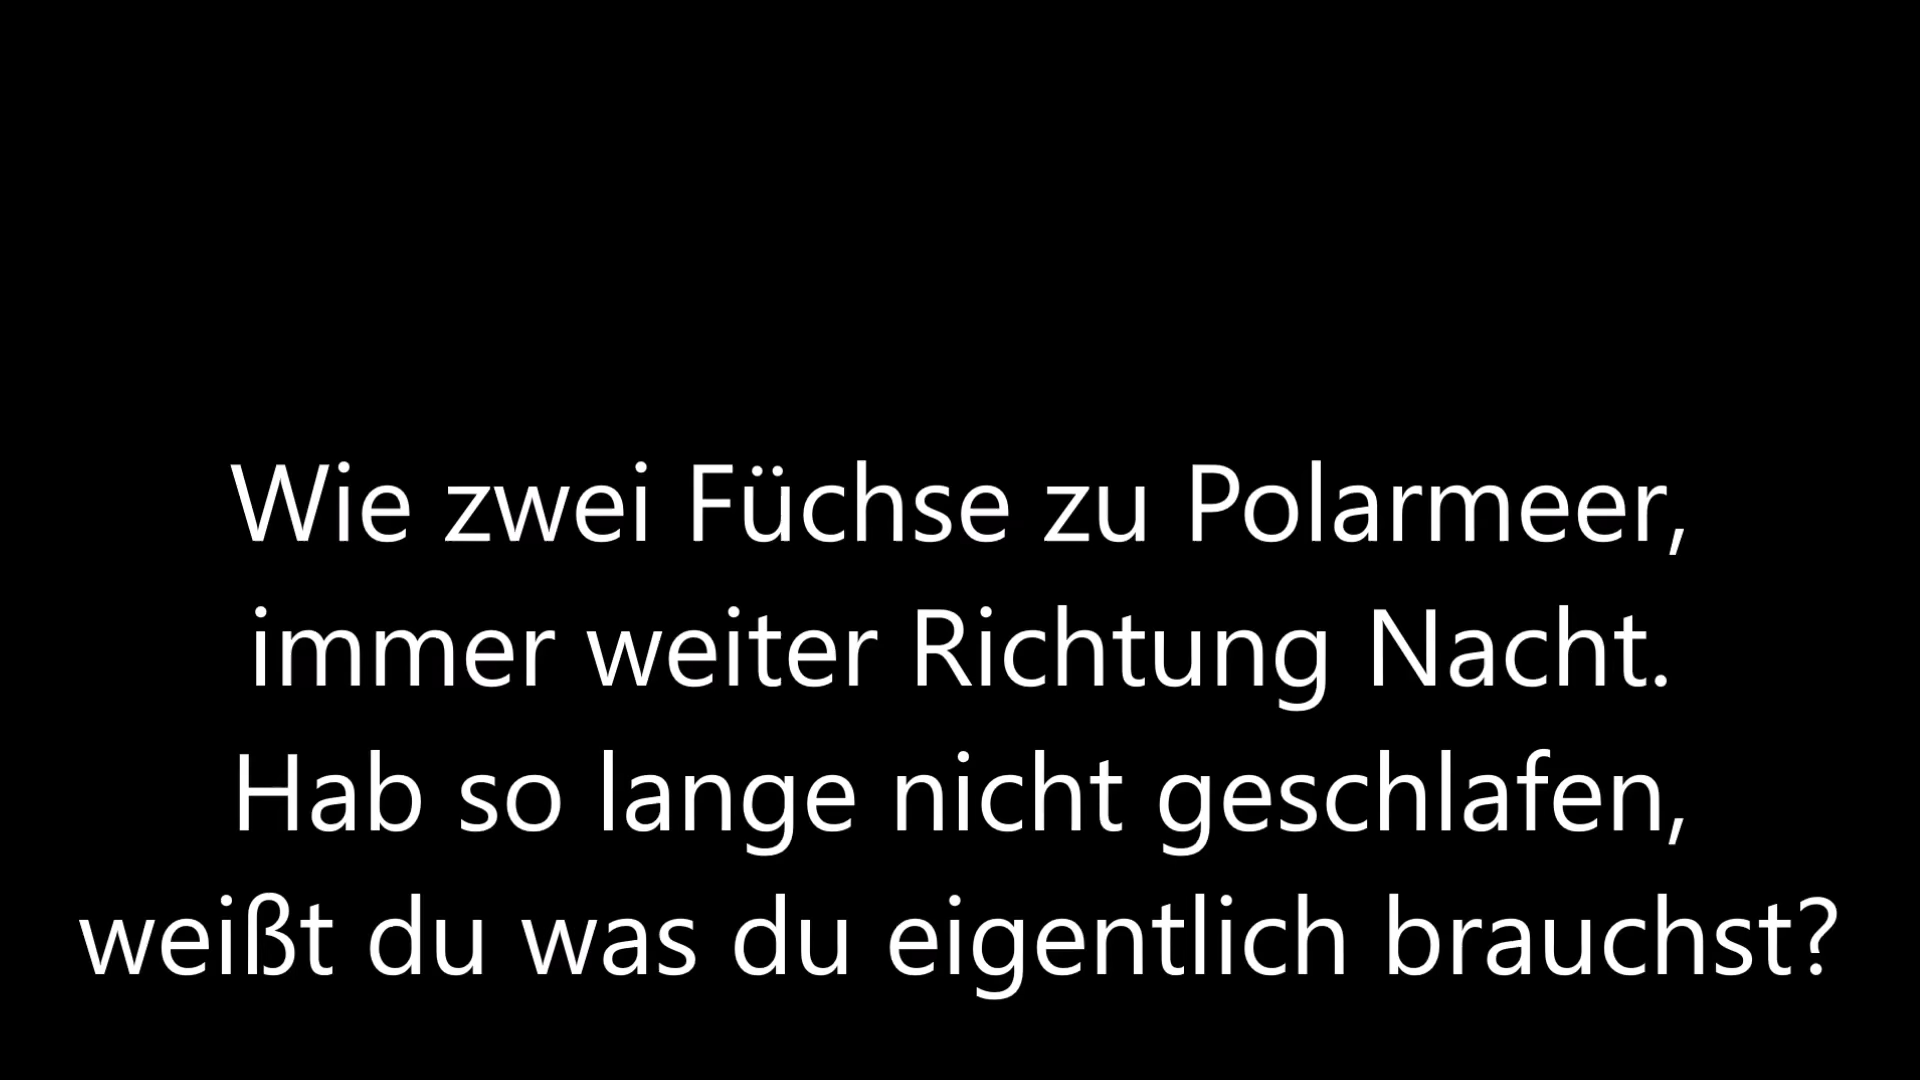 Wie zwei Füchse zu Polarmeer,
immer weiter Richtung Nacht.
Hab so lange nicht geschlafen,
weißt du was du eigentlich brauchst?